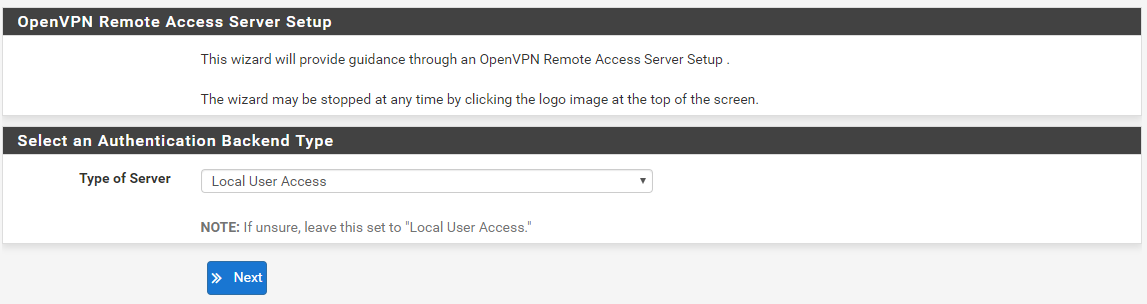 OpenVPN Remote Access Server Setup
This wizard will provide guidance through an OpenVPN Remote Access Server Setup .
The wizard may be stopped at any time by clicking the logo image at the top of the screen.
Select an Authentication Backend Type
Type of Server
Local User Access
NOTE: If unsure, leave this set to "Local User Access."
Next